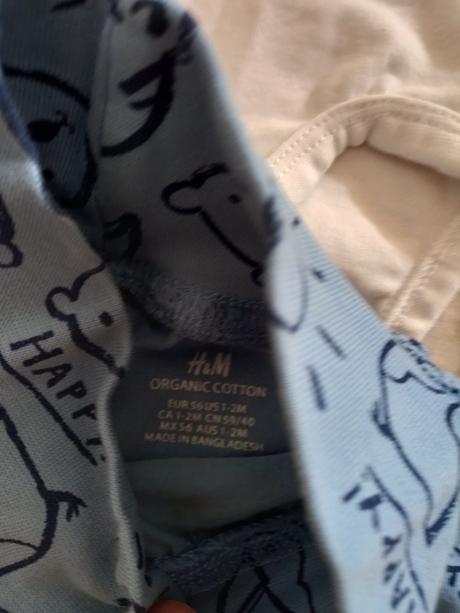 HAPPY
H&M
ORGANIC COTTON
EUR 56 US 1-2M
CA 1-2M CN 59/40
MX 56 AUS 1-2M
MADE IN BANGLADESH